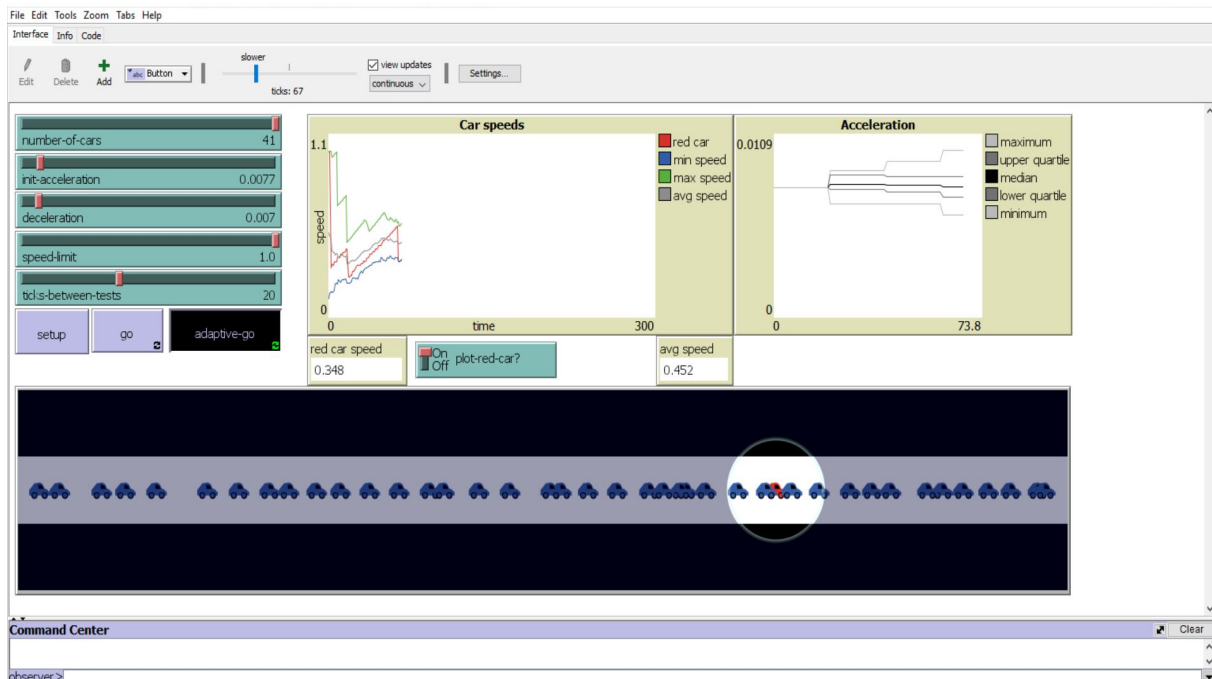 File Edit Tools Zoom Tabs Help
Interface Info Code
Edit Delete Add abc Button slower ticks: 67 view updates continuous Settings...
number-of-cars 41
init-acceleration 0.0077
deceleration 0.007
speed-limit 1.0
ticks-between-tests 20
setup go adaptive-go
Car speeds
1.1
speed
0
0 time 300
red car
min speed
max speed
avg speed
Acceleration
0.0109
0
0 73.8
maximum
upper quartile
median
lower quartile
minimum
red car speed
0.348
On
Off
plot-red-car?
avg speed
0.452
Command Center Clear
observer>